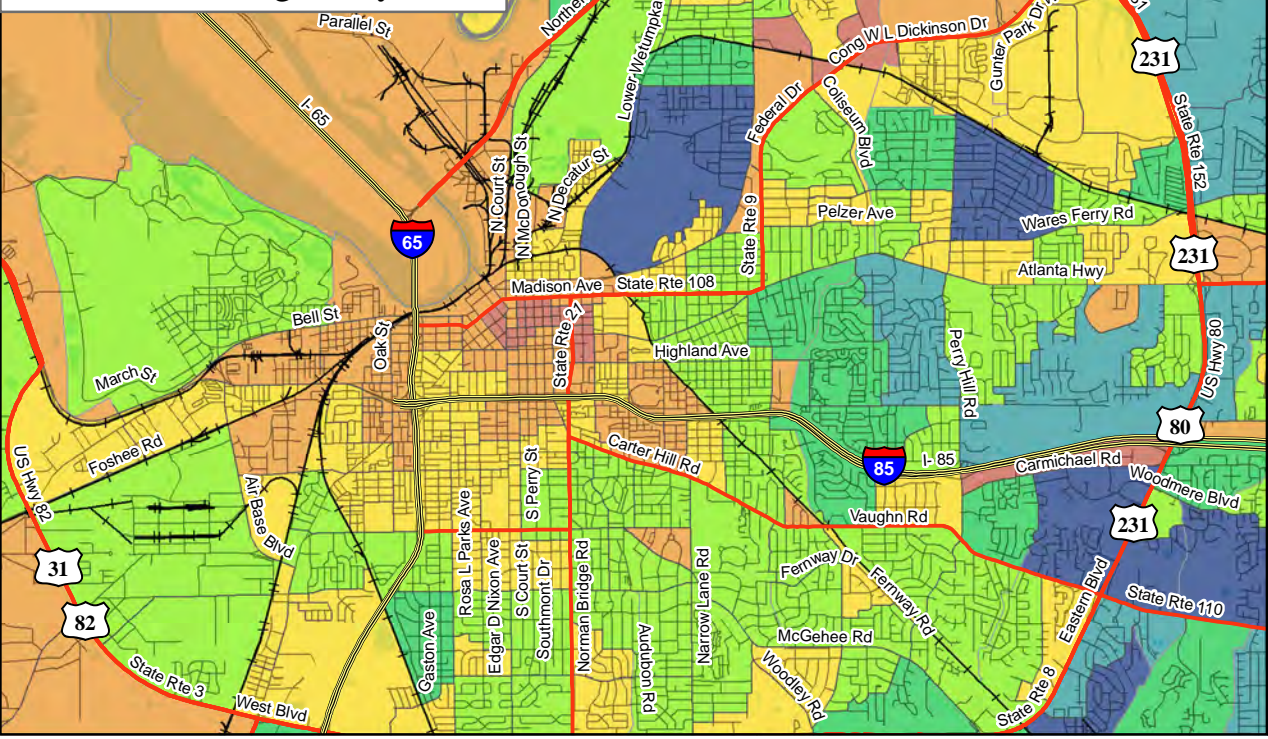 Parallel St
Norther
Lower Wetumpka
Cong W L Dickinson Dr
Gunter Park Dr
231
I- 65
Federal Dr
Coliseum Blvd
State Rte 152
N Court St
N McDonough St
N Decatur St
65
State Rte 9
Pelzer Ave
Wares Ferry Rd
231
Atlanta Hwy
Madison Ave
State Rte 108
Bell St
Oak St
State Rte 21
Highland Ave
Perry Hill Rd
US Hwy 80
March St
80
Foshee Rd
Carter Hill Rd
85
I- 85
Carmichael Rd
Woodmere Blvd
US Hwy 82
Air Base Blvd
S Perry St
Rosa L Parks Ave
Vaughn Rd
231
31
Edgar D Nixon Ave
S Court St
Southmont Dr
Norman Bridge Rd
Narrow Lane Rd
Fernway Dr
Fernway Rd
Eastern Blvd
State Rte 110
82
Gaston Ave
Audubon Rd
McGehee Rd
Woodley Rd
State Rte 3
West Blvd
State Rte 8